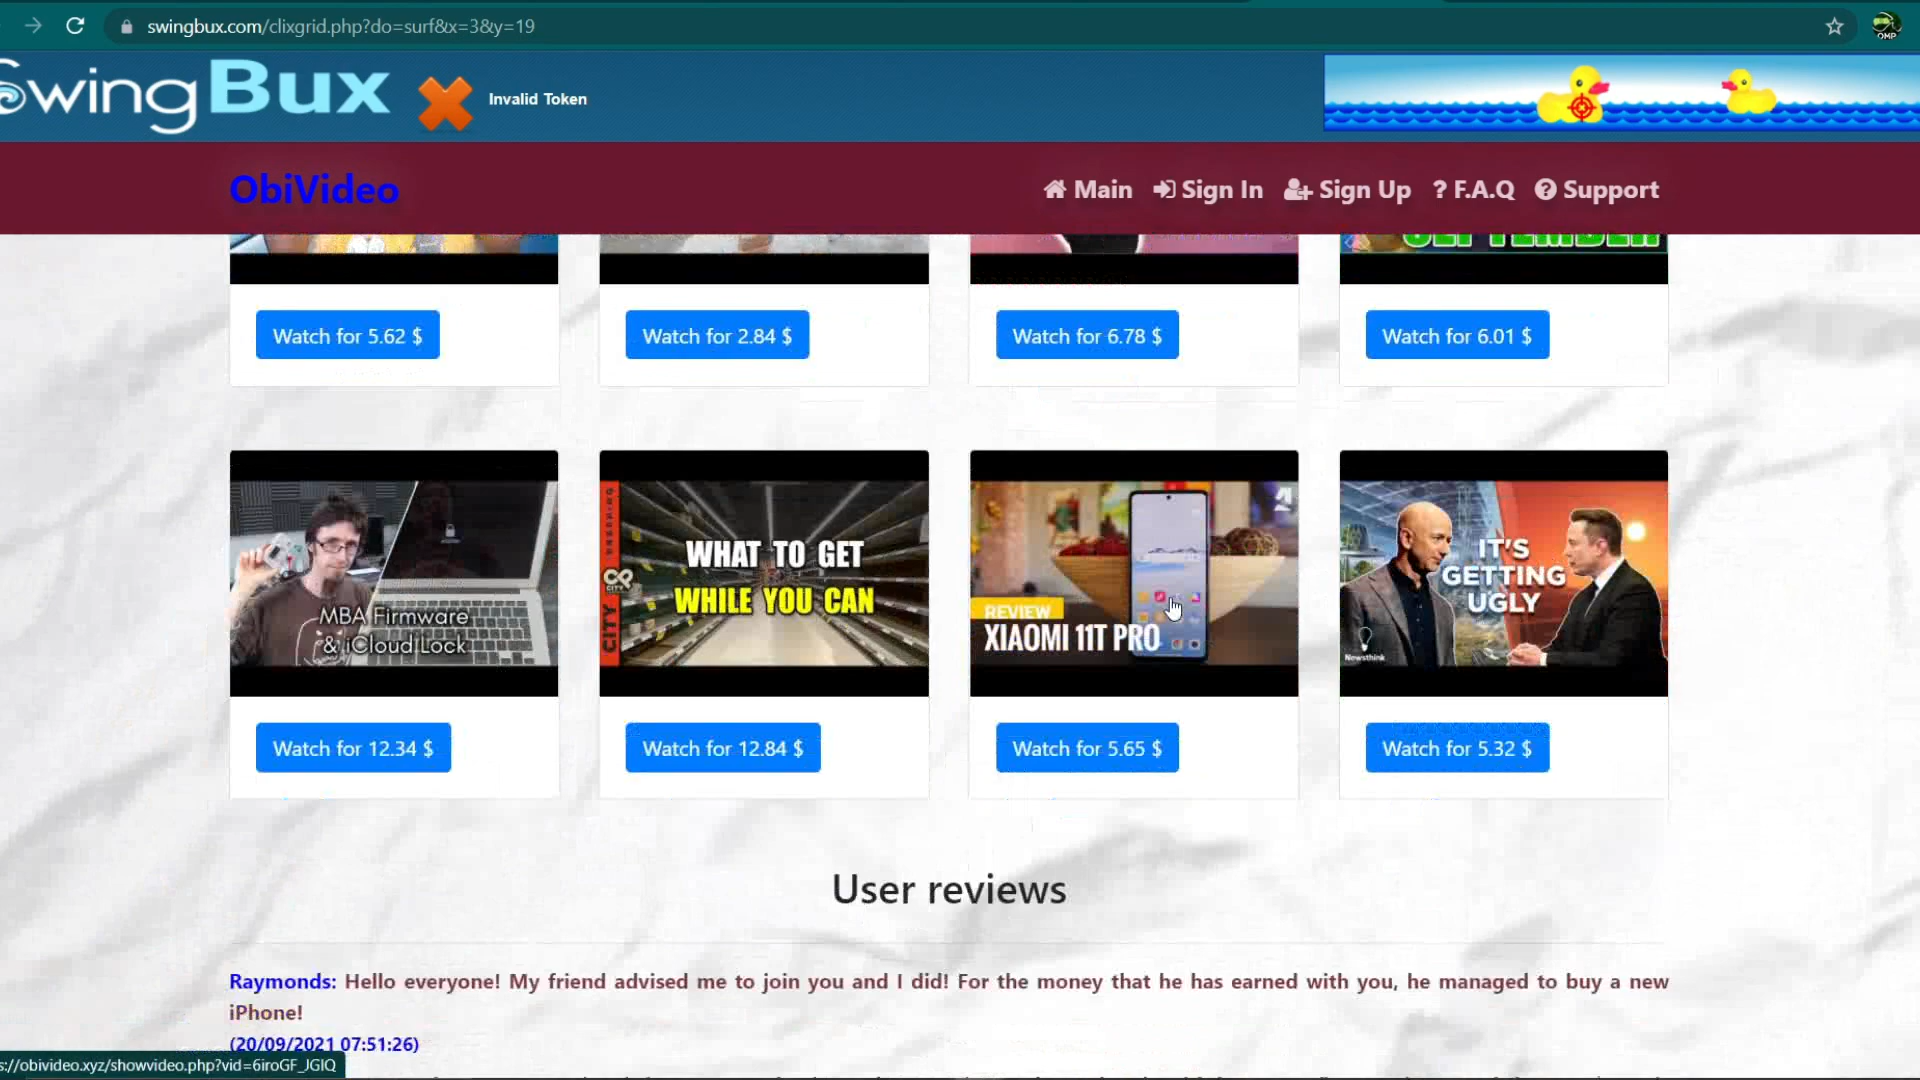 swingbux.com/clixgrid.php?do=surf&x=3&y=19
OMP
SwingBux
Invalid Token
ObiVideo
Main
Sign In
Sign Up
? F.A.Q
Support
SEPTEMBER
Watch for 5.62 $
Watch for 2.84 $
Watch for 6.78 $
Watch for 6.01 $
MBA Firmware
& iCloud Lock
CITY
WHAT TO GET
WHILE YOU CAN
REVIEW
XIAOMI 11T PRO
IT'S
GETTING
UGLY
Newsthink
Watch for 12.34 $
Watch for 12.84 $
Watch for 5.65 $
Watch for 5.32 $
User reviews
Raymonds: Hello everyone! My friend advised me to join you and I did! For the money that he has earned with you, he managed to buy a new
iPhone!
(20/09/2021 07:51:26)
s://obivideo.xyz/showvideo.php?vid=6iroGF_JGIQ